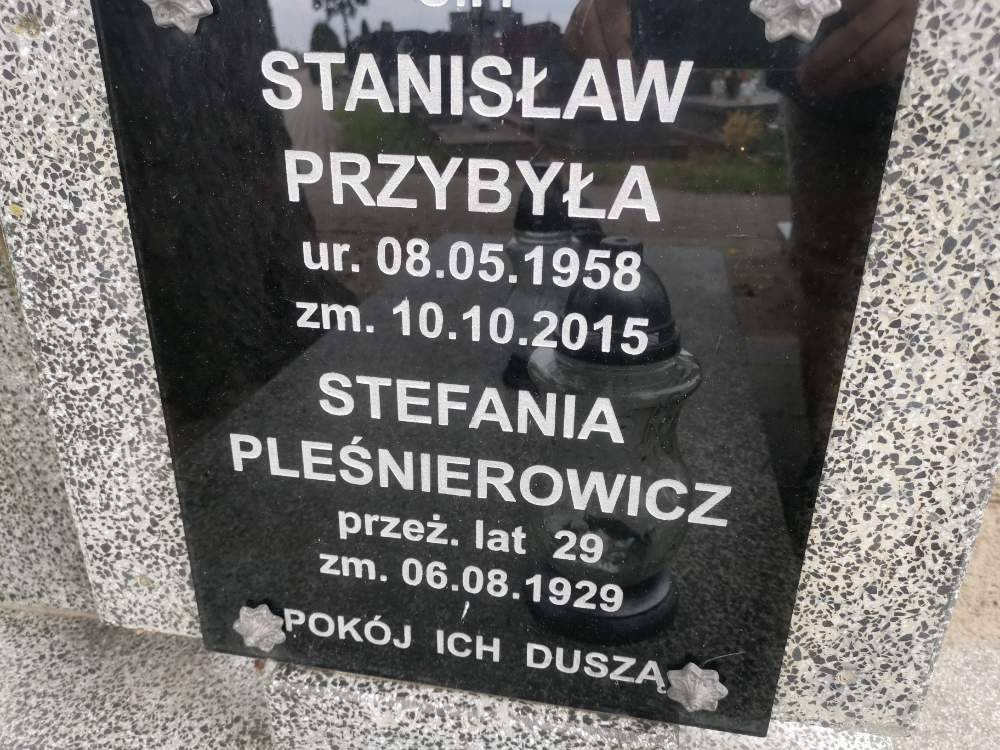 STANISŁAW
PRZYBYŁA
ur. 08.05.1958
zm. 10.10.2015
STEFANIA
PLEŚNIEROWICZ
przeż. lat 29
zm. 06.08.1929
POKÓJ ICH DUSZĄ